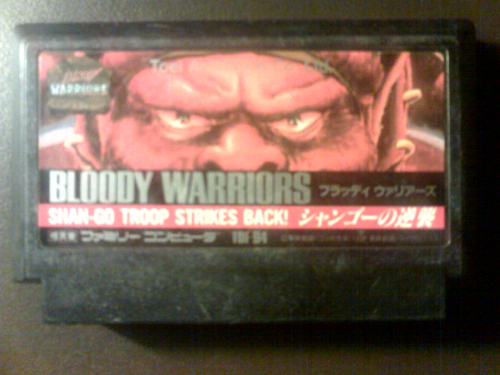 WARRIORS
BLOODY WARRIORS ブラッディ ウァリアーズ
SHAN-GO TROOP STRIKES BACK! シャンゴーの逆襲
ファミリー コンピュータ TDF 94